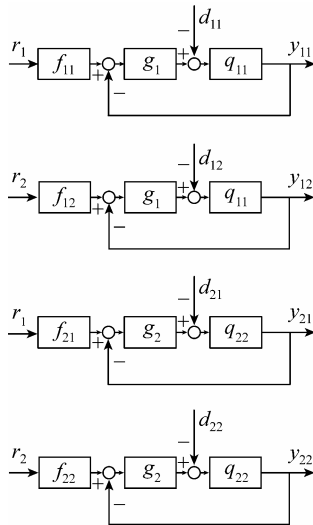 − d₁₁
r₁ f₁₁ + g₁ + q₁₁ y₁₁
−
− d₁₂
r₂ f₁₂ + g₁ + q₁₁ y₁₂
−
− d₂₁
r₁ f₂₁ + g₂ + q₂₂ y₂₁
−
− d₂₂
r₂ f₂₂ + g₂ + q₂₂ y₂₂
−